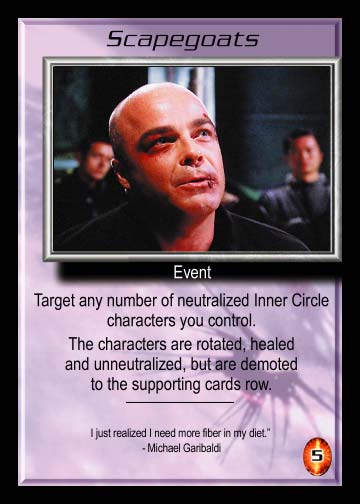 Scapegoats
Event
Target any number of neutralized Inner Circle
characters you control.
The characters are rotated, healed
and unneutralized, but are demoted
to the supporting cards row.
I just realized I need more fiber in my diet."
- Michael Garibaldi
5